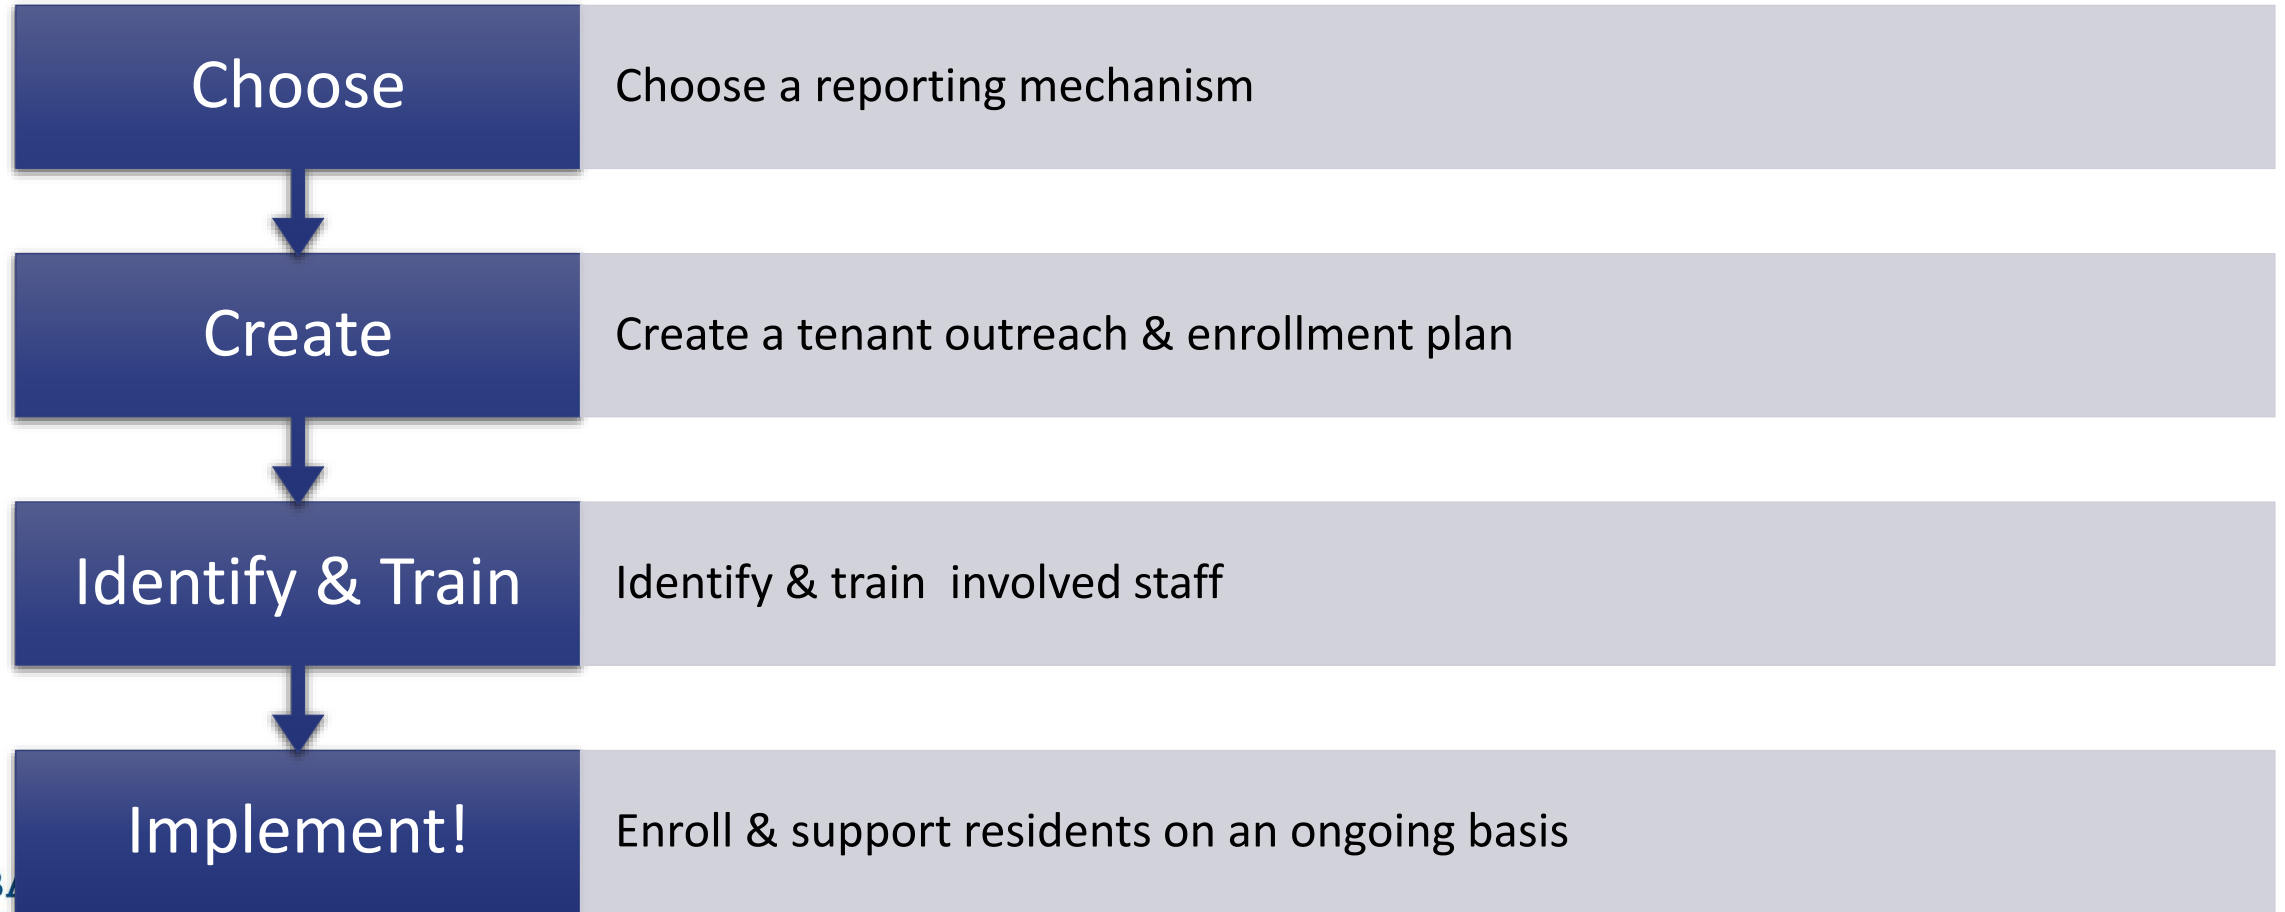 Choose
Choose a reporting mechanism
Create
Create a tenant outreach & enrollment plan
Identify & Train
Identify & train  involved staff
Implement!
Enroll & support residents on an ongoing basis